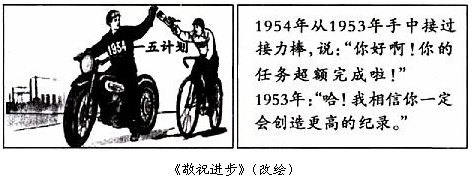 1954
一五计划
1954年从1953年手中接过
接力棒，说：“你好啊！你的
任务超额完成啦！”
1953年：“哈！我相信你一定
会创造更高的纪录。”
《敬祝进步》（改绘）